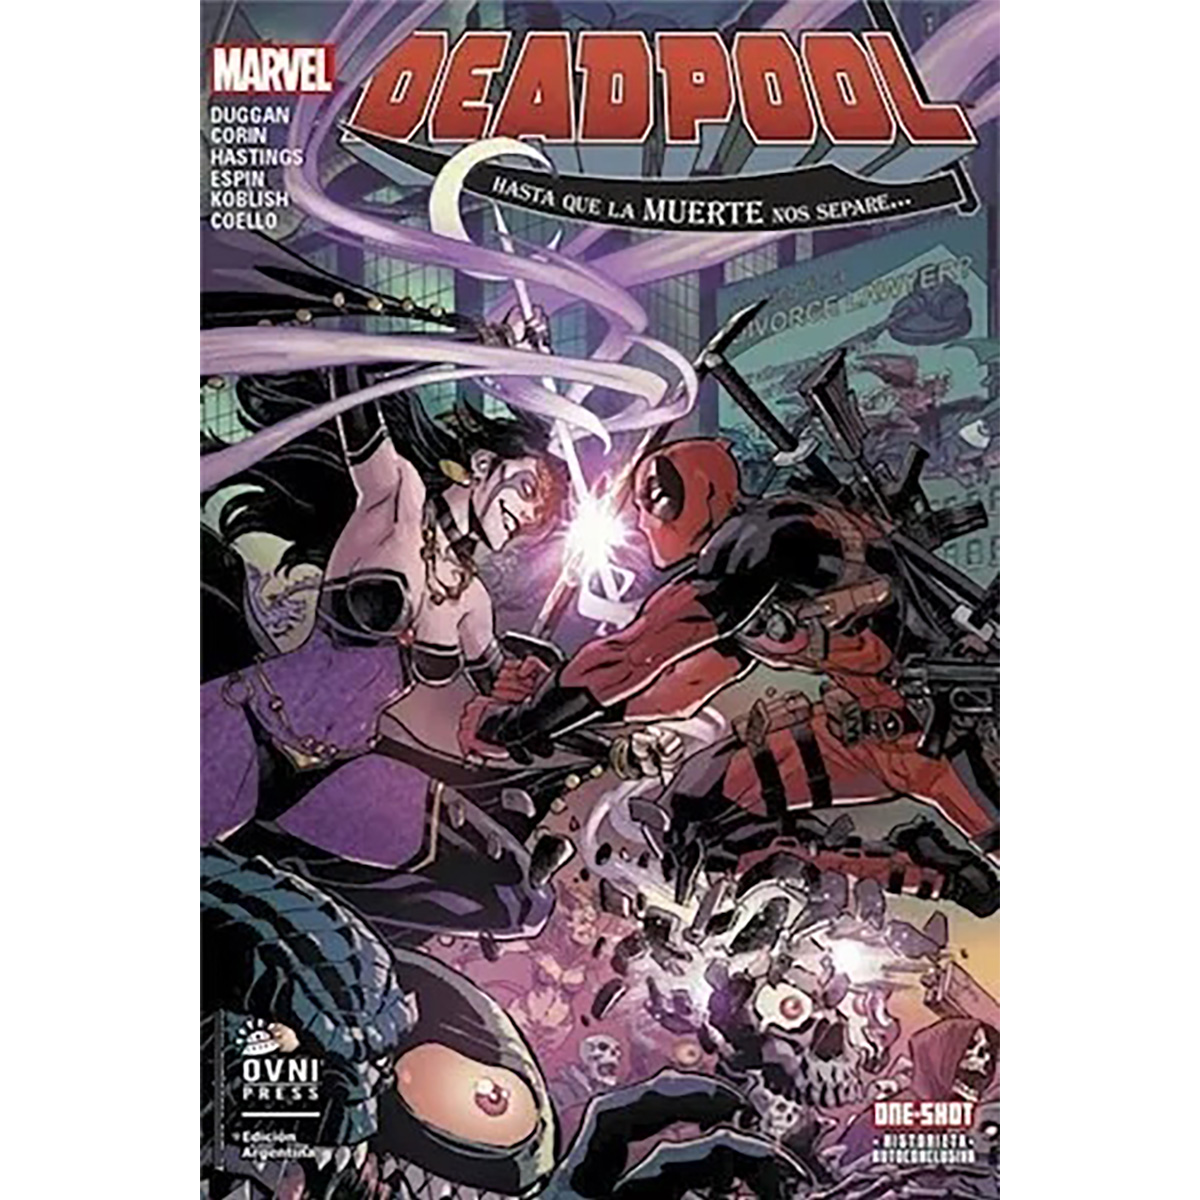 MARVEL
DEADPOOL
HASTA QUE LA MUERTE NOS SEPARE...
DUGGAN
CORIN
HASTINGS
ESPIN
KOBLISH
COELLO
DIVORCE LAWYER?
OVNI
PRESS
Edición
Argentina
ONE-SHOT
HISTORIETA
AUTOCONCLUSIVA